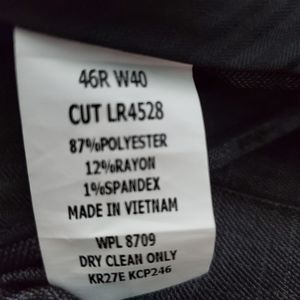 46R W40
CUT LR4528
87%POLYESTER
12%RAYON
1%SPANDEX
MADE IN VIETNAM
WPL 8709
DRY CLEAN ONLY
KR27E KCP246